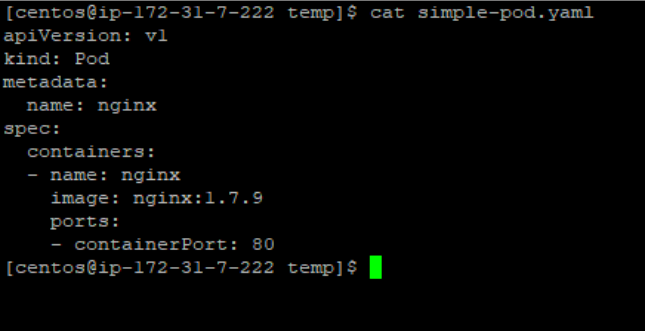 [centos@ip-172-31-7-222 temp]$ cat simple-pod.yaml
apiVersion: v1
kind: Pod
metadata:
  name: nginx
spec:
  containers:
  - name: nginx
    image: nginx:1.7.9
    ports:
    - containerPort: 80
[centos@ip-172-31-7-222 temp]$